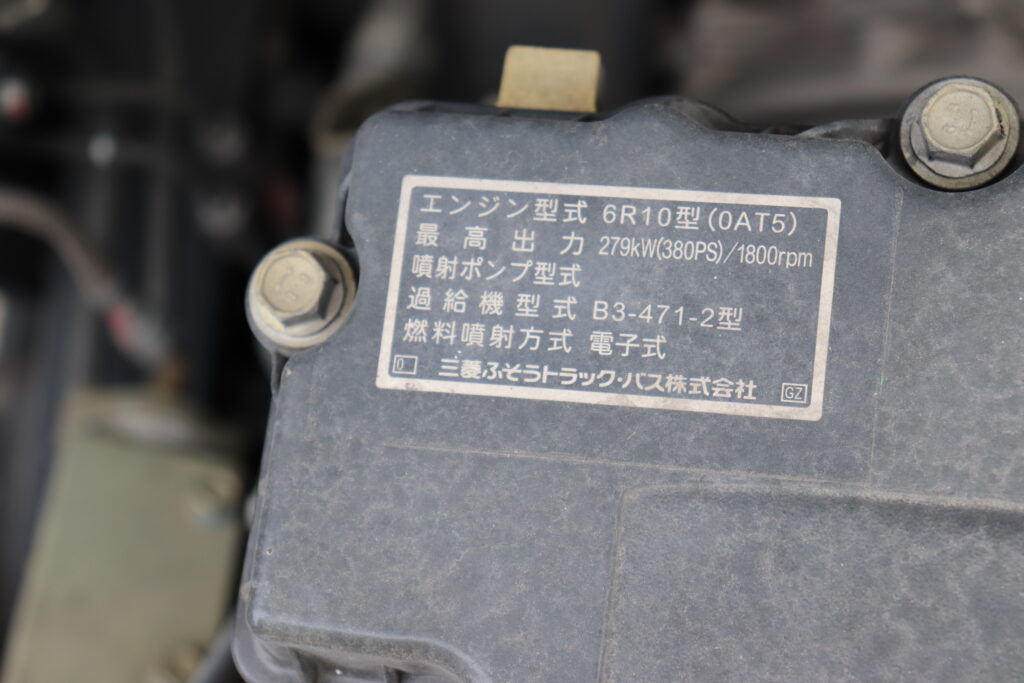 エンジン型式 6R10型(0AT5)
最高出力 279kW(380PS)/1800rpm
噴射ポンプ型式
過給機型式 B3-471-2型
燃料噴射方式 電子式
0 三菱ふそうトラック・バス株式会社 GZ